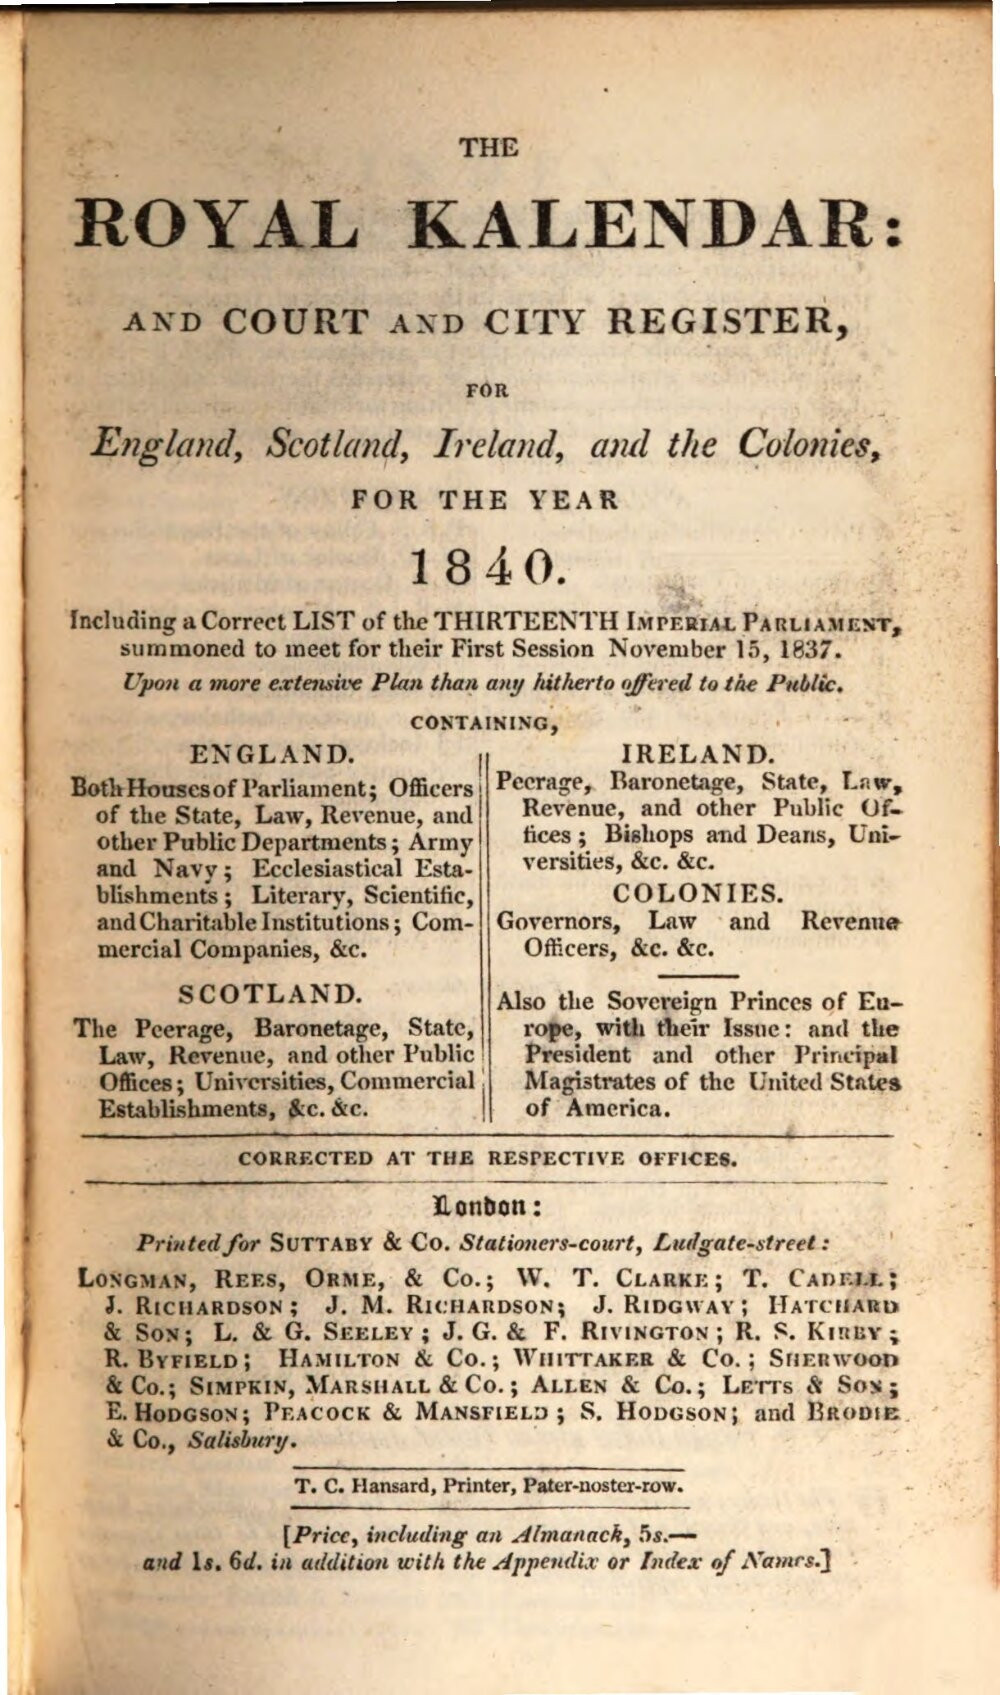 THE
ROYAL KALENDAR:
AND COURT AND CITY REGISTER,
FOR
England, Scotland, Ireland, and the Colonies,
FOR THE YEAR
1840.
Including a Correct LIST of the THIRTEENTH IMPERIAL PARLIAMENT,
summoned to meet for their First Session November 15, 1837.
Upon a more extensive Plan than any hitherto offered to the Public.
CONTAINING,
ENGLAND.
Both Houses of Parliament; Officers
of the State, Law, Revenue, and
other Public Departments; Army
and Navy; Ecclesiastical Esta-
blishments; Literary, Scientific,
and Charitable Institutions; Com-
mercial Companies, &c.
SCOTLAND.
The Peerage, Baronetage, State,
Law, Revenue, and other Public
Offices; Universities, Commercial
Establishments, &c. &c.
IRELAND.
Peerage, Baronetage, State, Law,
Revenue, and other Public Of-
fices; Bishops and Deans, Uni-
versities, &c. &c.
COLONIES.
Governors, Law and Revenue
Officers, &c. &c.
Also the Sovereign Princes of Eu-
rope, with their Issue: and the
President and other Principal
Magistrates of the United States
of America.
CORRECTED AT THE RESPECTIVE OFFICES.
London:
Printed for SUTTABY & Co. Stationers-court, Ludgate-street:
LONGMAN, REES, ORME, & Co.; W. T. CLARKE; T. CADELL;
J. RICHARDSON; J. M. RICHARDSON; J. RIDGWAY; HATCHARD
& SON; L. & G. SEELEY; J. G. & F. RIVINGTON; R. S. KIRBY;
R. BYFIELD; HAMILTON & Co.; WHITTAKER & Co.; SHERWOOD
& Co.; SIMPKIN, MARSHALL & Co.; ALLEN & Co.; LETTS & SON;
E. HODGSON; PEACOCK & MANSFIELD; S. HODGSON; and BRODIE
& Co., Salisbury.
T. C. Hansard, Printer, Pater-noster-row.
[Price, including an Almanack, 5s.—
and 1s. 6d. in addition with the Appendix or Index of Names.]